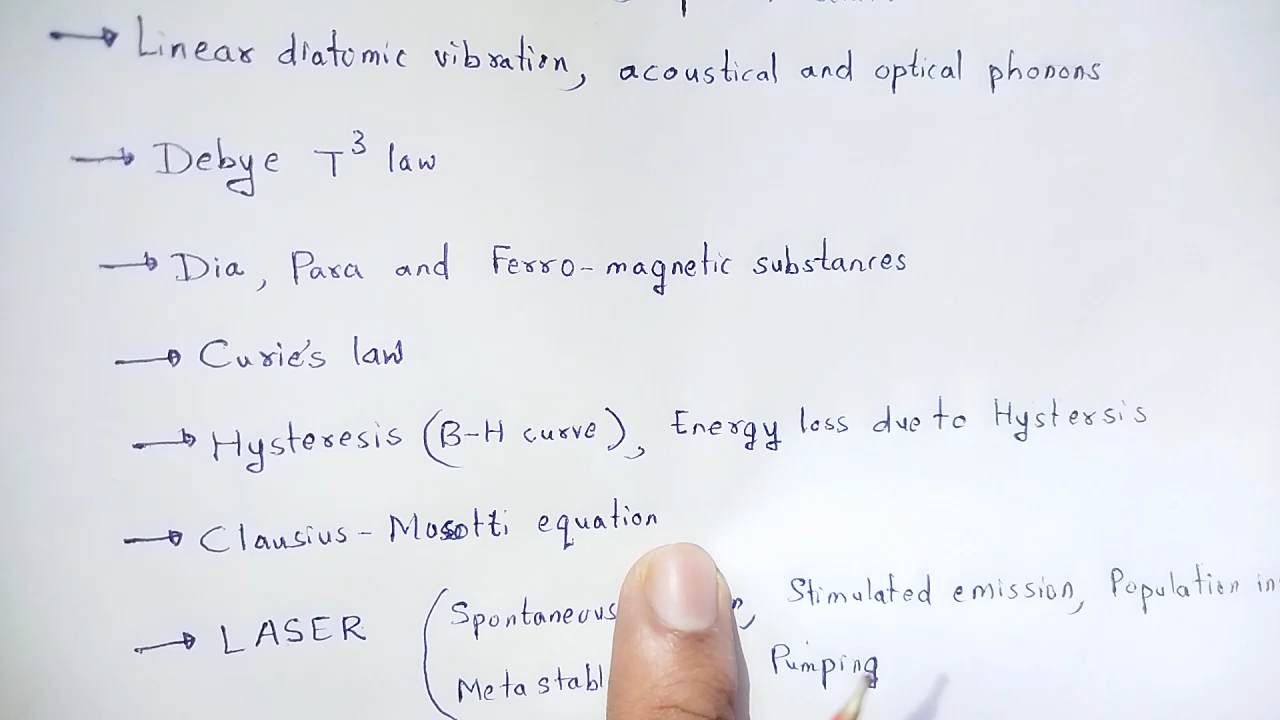 → Linear diatomic vibration, acoustical and optical phonons
→ Debye T³ law
→ Dia, Para and Ferro-magnetic substances
→ Curie's law
→ Hysteresis (B-H curve), Energy loss due to Hystersis
→ Clausius-Mosotti equation
→ LASER (Spontaneous Stimulated emission, Population in
Metastabl Pumping